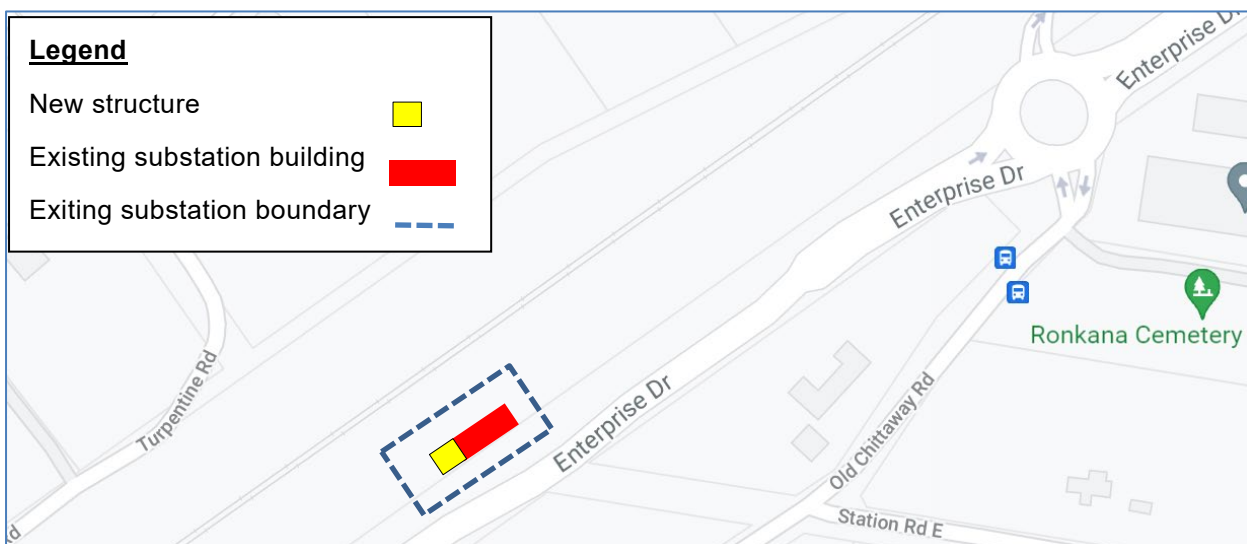 Legend
New structure
Existing substation building
Exiting substation boundary
Enterprise Dr
Enterprise Dr
Ronkana Cemetery
Turpentine Rd
Enterprise Dr
Old Chittaway Rd
Station Rd E